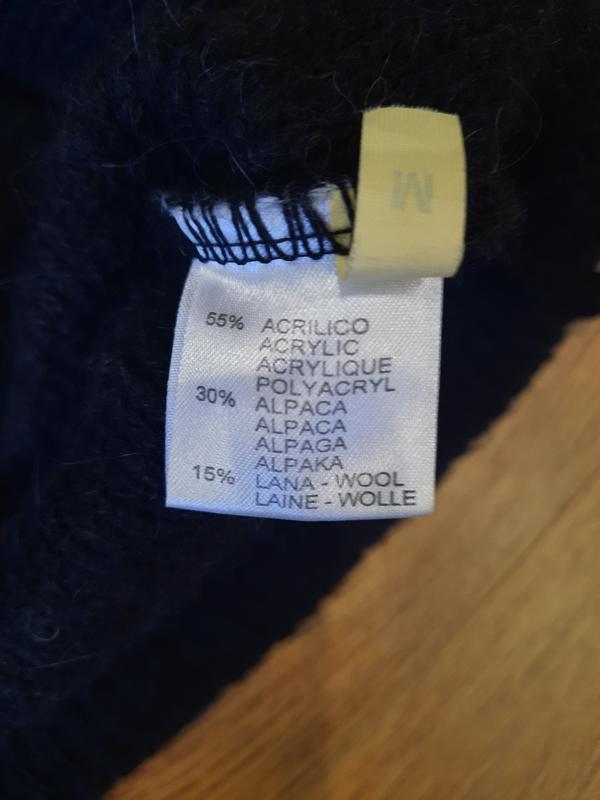 M
55% ACRILICO
ACRYLIC
ACRYLIQUE
POLYACRYL
30% ALPACA
ALPACA
ALPAGA
ALPAKA
15% LANA - WOOL
LAINE - WOLLE